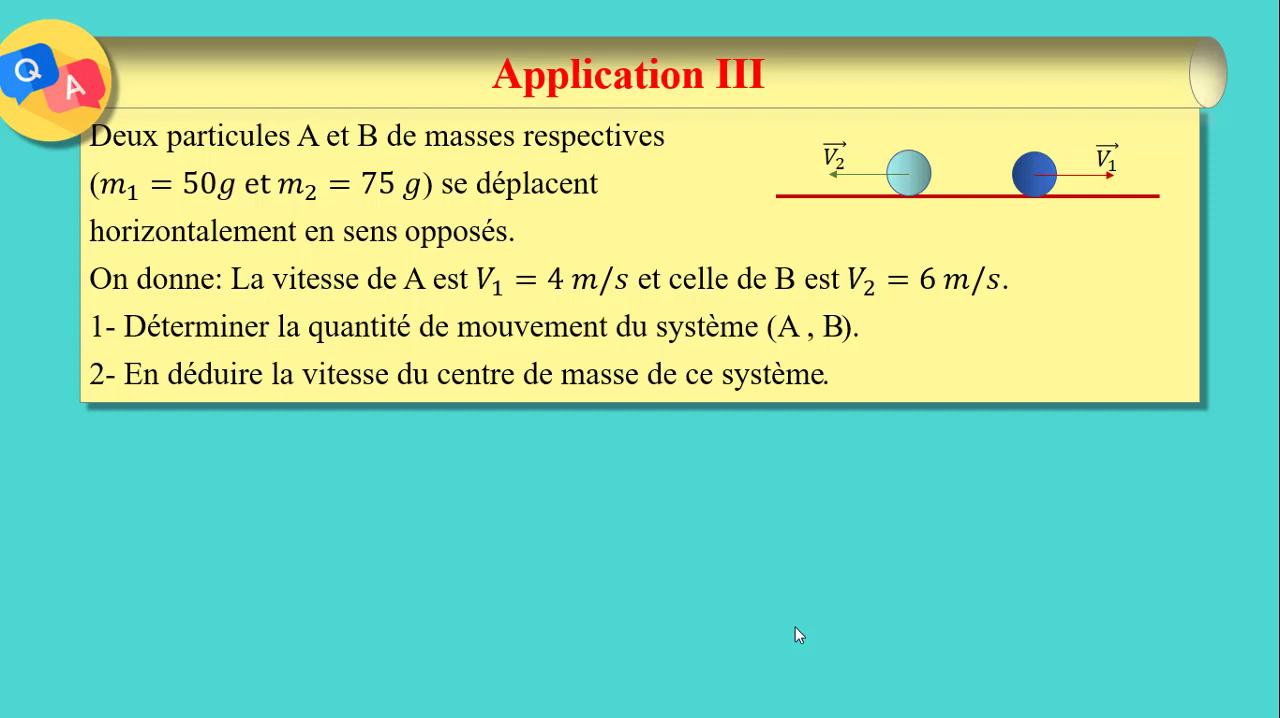 Q
A
Application III
Deux particules A et B de masses respectives
(𝑚₁ = 50𝑔 et 𝑚₂ = 75 𝑔) se déplacent
horizontalement en sens opposés.
On donne: La vitesse de A est 𝑉₁ = 4 𝑚/𝑠 et celle de B est 𝑉₂ = 6 𝑚/𝑠.
1- Déterminer la quantité de mouvement du système (A , B).
2- En déduire la vitesse du centre de masse de ce système.
𝑉₂⃗
𝑉₁⃗